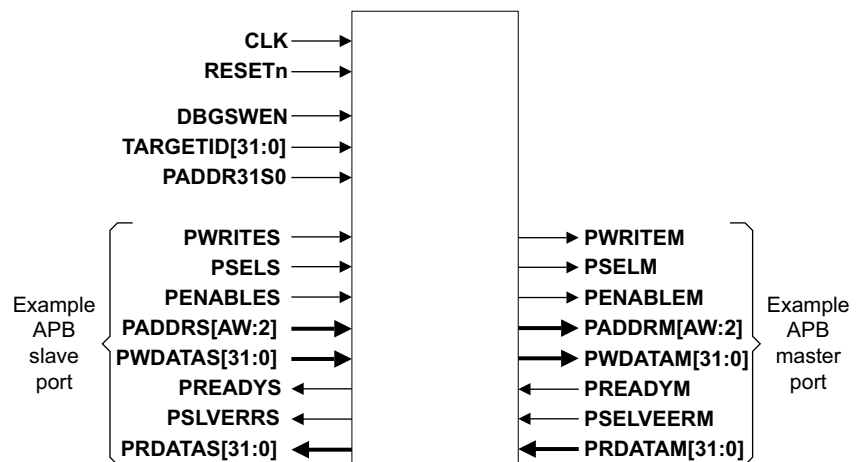 CLK
RESETn
DBGSWEN
TARGETID[31:0]
PADDR31S0
Example
APB
slave
port
PWRITES
PSELS
PENABLES
PADDRS[AW:2]
PWDATAS[31:0]
PREADYS
PSLVERRS
PRDATAS[31:0]
PWRITEM
PSELM
PENABLEM
PADDRM[AW:2]
PWDATAM[31:0]
PREADYM
PSELVEERM
PRDATAM[31:0]
Example
APB
master
port